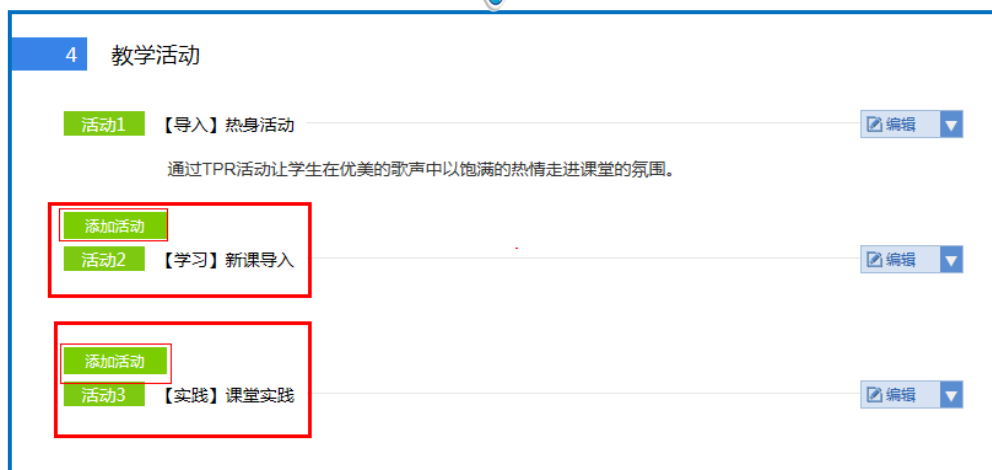 4 教学活动
活动1 【导入】热身活动 编辑
通过TPR活动让学生在优美的歌声中以饱满的热情走进课堂的氛围。
添加活动
活动2 【学习】新课导入 编辑
添加活动
活动3 【实践】课堂实践 编辑